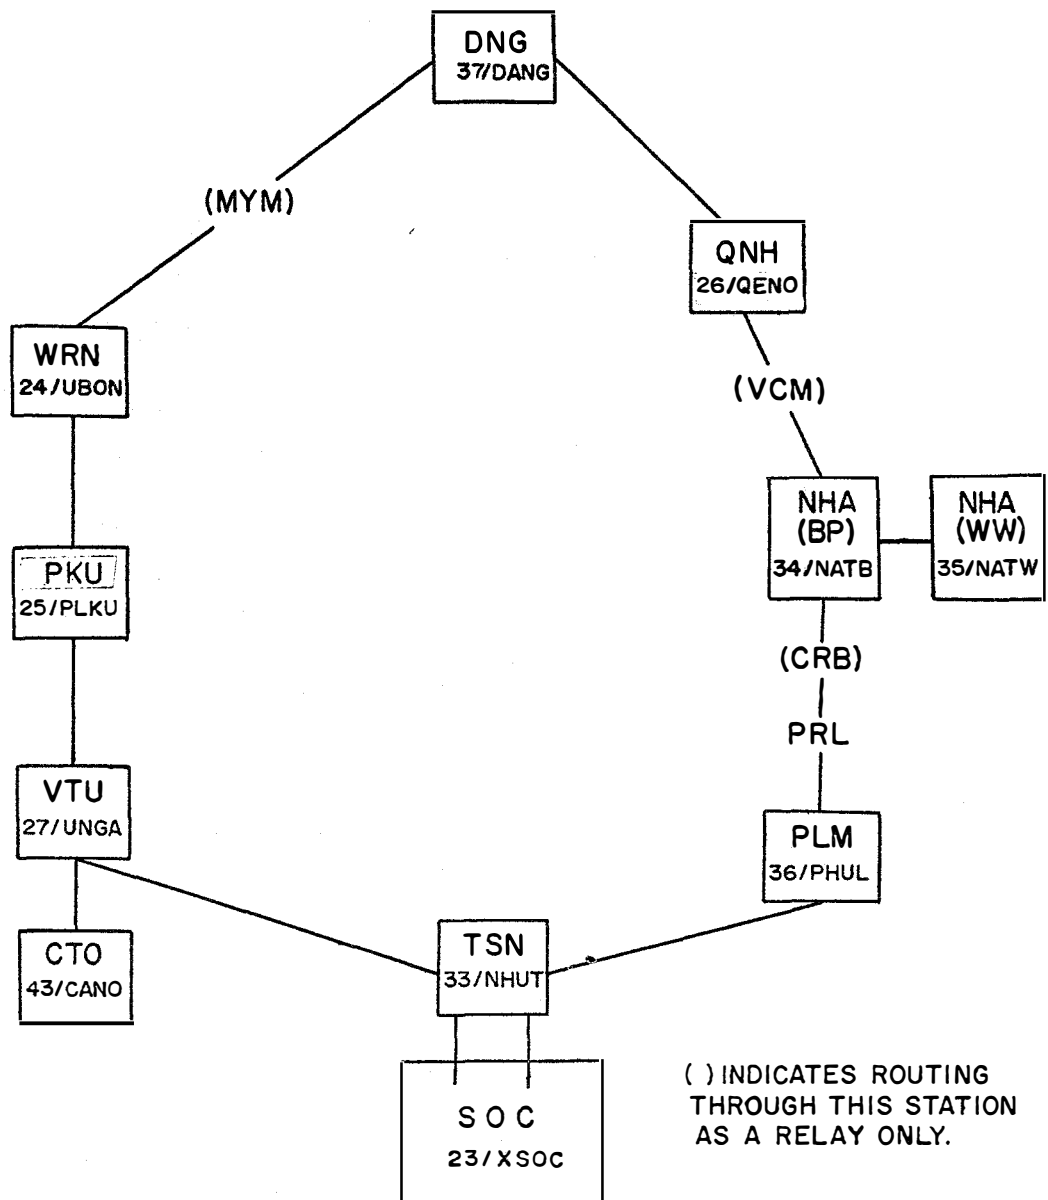 DNG
37/DANG
(MYM)
QNH
26/QENO
WRN
24/UBON
(VCM)
NHA
(BP)
34/NATB
NHA
(WW)
35/NATW
PKU
25/PLKU
(CRB)
PRL
VTU
27/UNGA
PLM
36/PHUL
CTO
43/CANO
TSN
33/NHUT
SOC
23/XSOC
( ) INDICATES ROUTING
THROUGH THIS STATION
AS A RELAY ONLY.